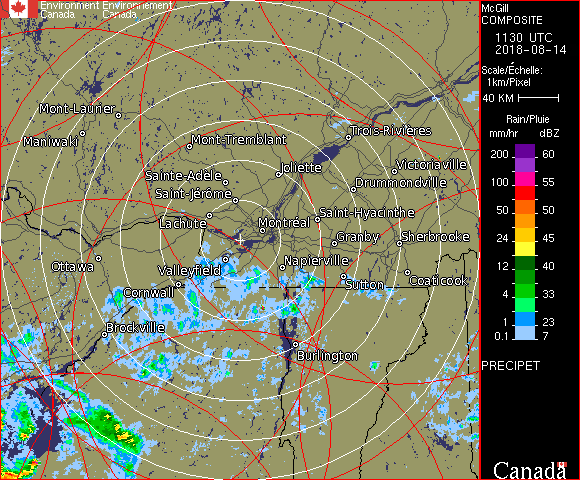 Environment Environnement
Canada Canada
Mont-Laurier
Maniwaki
Mont-Tremblant
Trois-Rivières
Joliette
Victoriaville
Sainte-Adèle
Drummondville
Saint-Jérôme
Saint-Hyacinthe
Lachute
Montréal
Granby
Sherbrooke
Ottawa
Valleyfield
Napierville
Cornwall
Sutton
Coaticook
Brockville
Burlington
McGill
COMPOSITE
1130 UTC
2018-08-14
Scale/Échelle:
1km/Pixel
40 KM
Rain/Pluie
mm/hr dBZ
200 60
150 57
100 55
50 50
24 45
12 40
4 33
1 23
0.1 7
PRECIPET
Canada